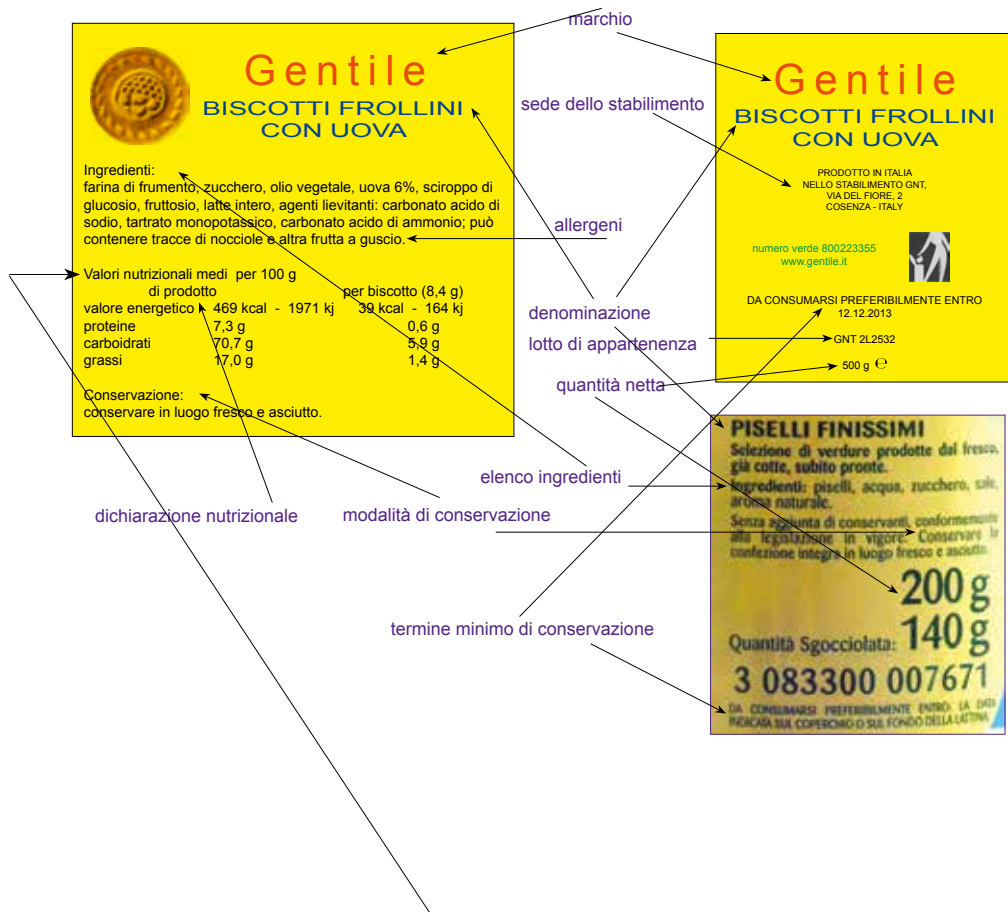 marchio
Gentile
BISCOTTI FROLLINI
CON UOVA
Ingredienti:
farina di frumento, zucchero, olio vegetale, uova 6%, sciroppo di
glucosio, fruttosio, latte intero, agenti lievitanti: carbonato acido di
sodio, tartrato monopotassico, carbonato acido di ammonio; può
contenere tracce di nocciole e altra frutta a guscio.
Valori nutrizionali medi per 100 g
di prodotto per biscotto (8,4 g)
valore energetico 469 kcal - 1971 kj 39 kcal - 164 kj
proteine 7,3 g 0,6 g
carboidrati 70,7 g 5,9 g
grassi 17,0 g 1,4 g
Conservazione:
conservare in luogo fresco e asciutto.
sede dello stabilimento
allergeni
denominazione
lotto di appartenenza
quantità netta
elenco ingredienti
dichiarazione nutrizionale
modalità di conservazione
termine minimo di conservazione
Gentile
BISCOTTI FROLLINI
CON UOVA
PRODOTTO IN ITALIA
NELLO STABILIMENTO GNT,
VIA DEL FIORE, 2
COSENZA - ITALY
numero verde 800223355
www.gentile.it
DA CONSUMARSI PREFERIBILMENTE ENTRO
12.12.2013
GNT 2L2532
500 g ℮
PISELLI FINISSIMI
Selezione di verdure prodotte dal fresco,
già cotte, subito pronte.
Ingredienti: piselli, acqua, zucchero, sale,
aroma naturale.
Senza aggiunta di conservanti, conformemente
alla legislazione in vigore. Conservare la
confezione integra in luogo fresco e asciutto.
200 g
Quantità Sgocciolata: 140 g
3 083300 007671
DA CONSUMARSI PREFERIBILMENTE ENTRO: LA DATA
INDICATA SUL COPERCHIO O SUL FONDO DELLA LATTINA